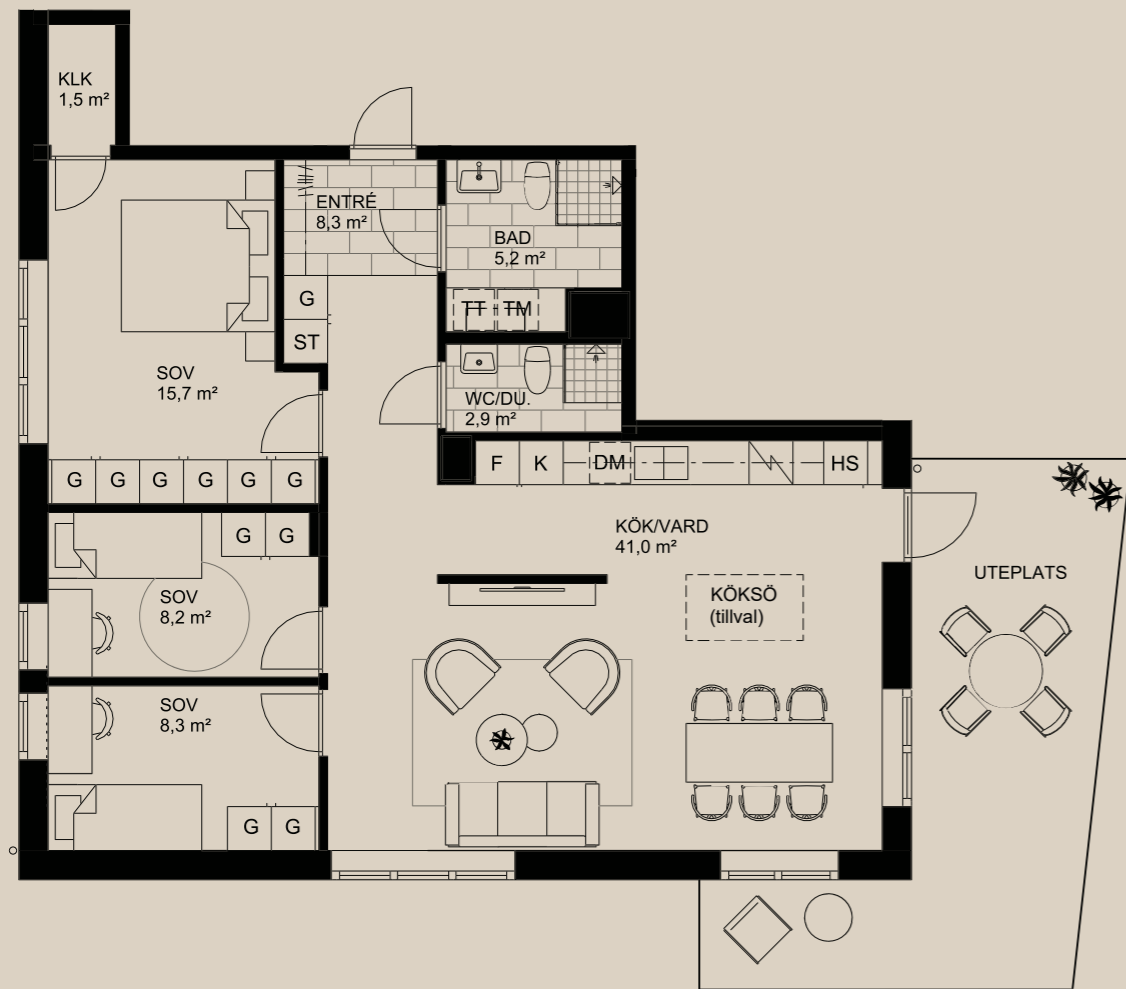 KLK
1,5 m²
ENTRÉ
8,3 m²
BAD
5,2 m²
G
TT TM
ST
SOV
15,7 m²
WC/DU.
2,9 m²
F K DM HS
G G G G G G
KÖK/VARD
41,0 m²
G G
UTEPLATS
SOV
8,2 m²
KÖKSÖ
(tillval)
SOV
8,3 m²
G G